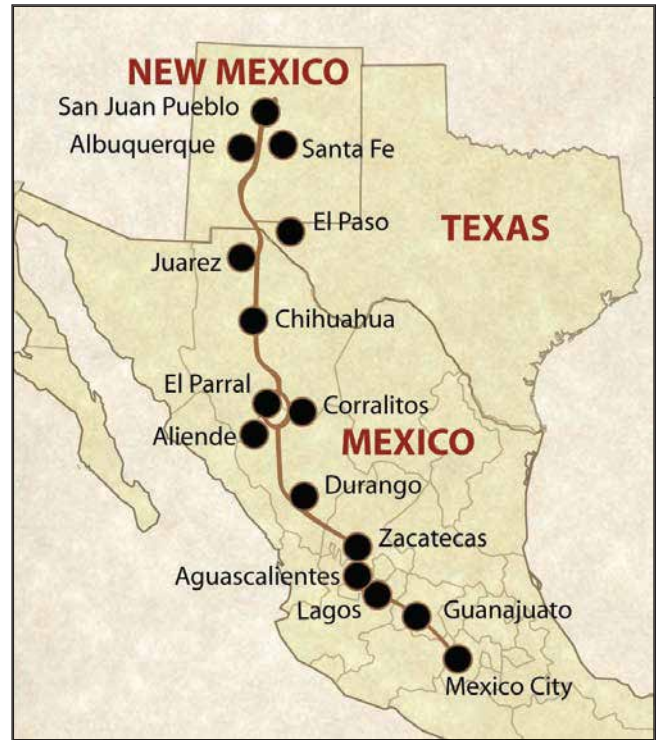 NEW MEXICO
San Juan Pueblo
Albuquerque
Santa Fe
El Paso
TEXAS
Juarez
Chihuahua
El Parral
Corralitos
Aliende
MEXICO
Durango
Zacatecas
Aguascalientes
Lagos
Guanajuato
Mexico City